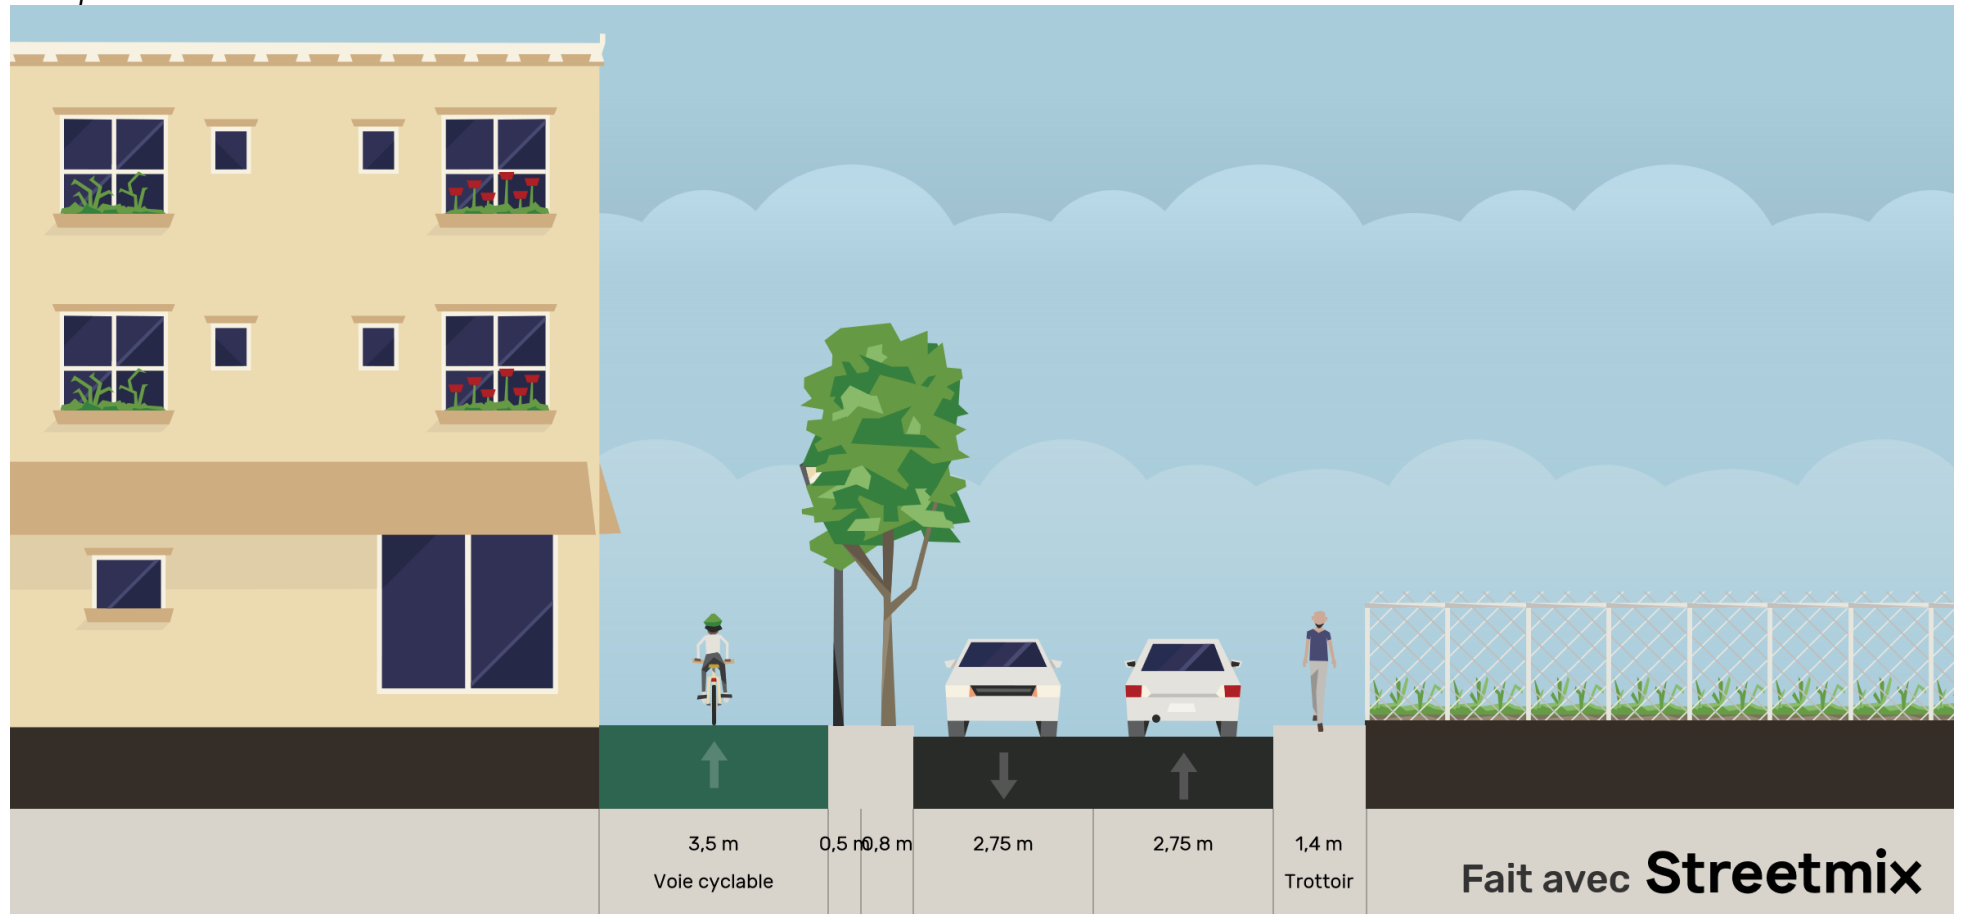 3,5 m
0,5 m
0,8 m
2,75 m
2,75 m
1,4 m
Voie cyclable
Trottoir
Fait avec Streetmix